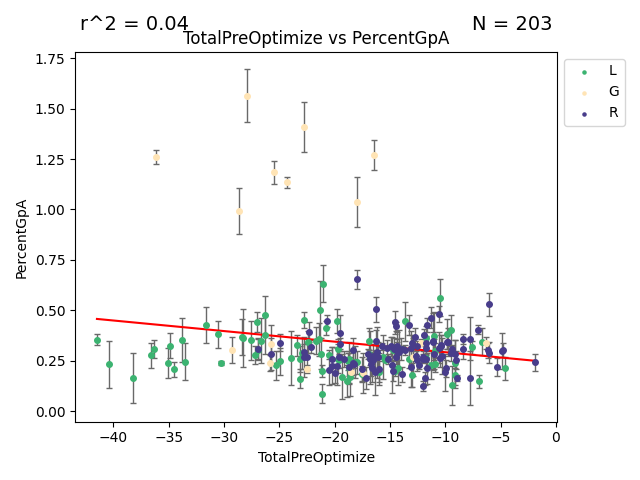 r^2 = 0.04
N = 203
TotalPreOptimize vs PercentGpA
1.75
1.50
1.25
1.00
0.75
0.50
0.25
0.00
PercentGpA
−40
−35
−30
−25
−20
−15
−10
−5
0
TotalPreOptimize
L
G
R